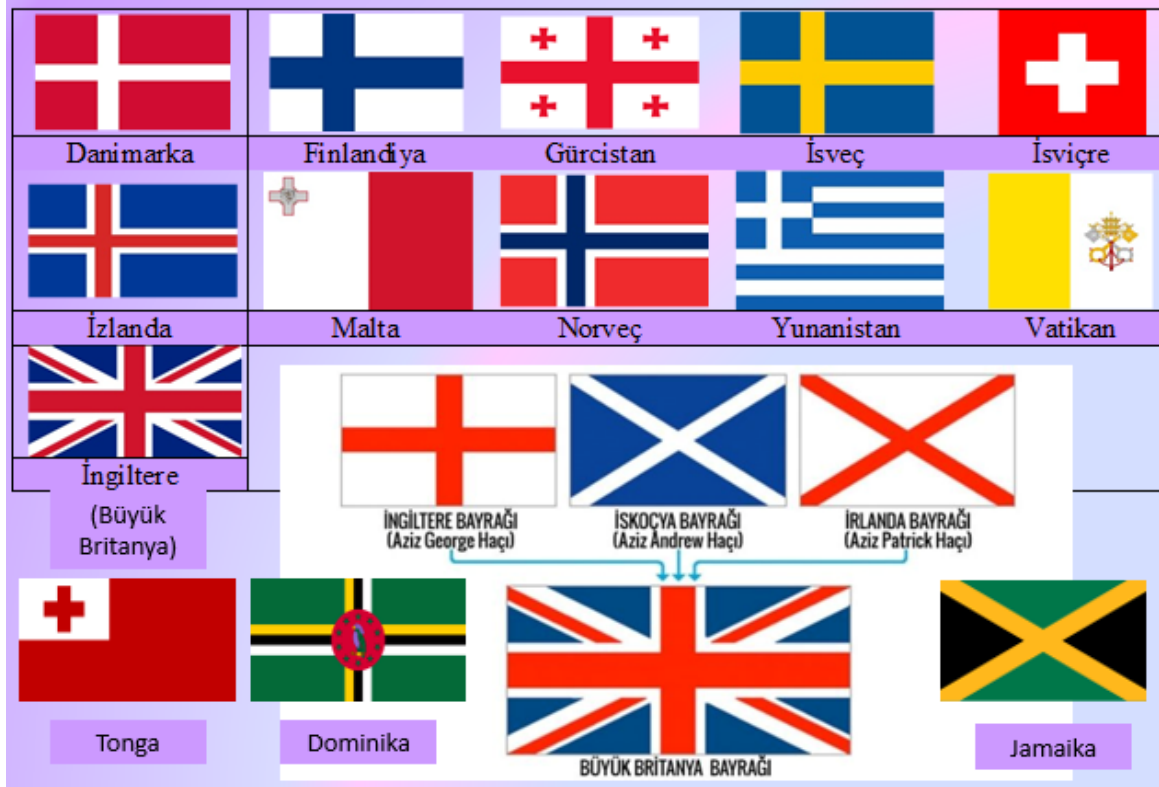 Danimarka
Finlandiya
Gürcistan
İsveç
İsviçre
İzlanda
Malta
Norveç
Yunanistan
Vatikan
İngiltere
(Büyük
Britanya)
İNGİLTERE BAYRAĞI
(Aziz George Haçı)
İSKOÇYA BAYRAĞI
(Aziz Andrew Haçı)
İRLANDA BAYRAĞI
(Aziz Patrick Haçı)
Tonga
Dominika
BÜYÜK BRİTANYA BAYRAĞI
Jamaika